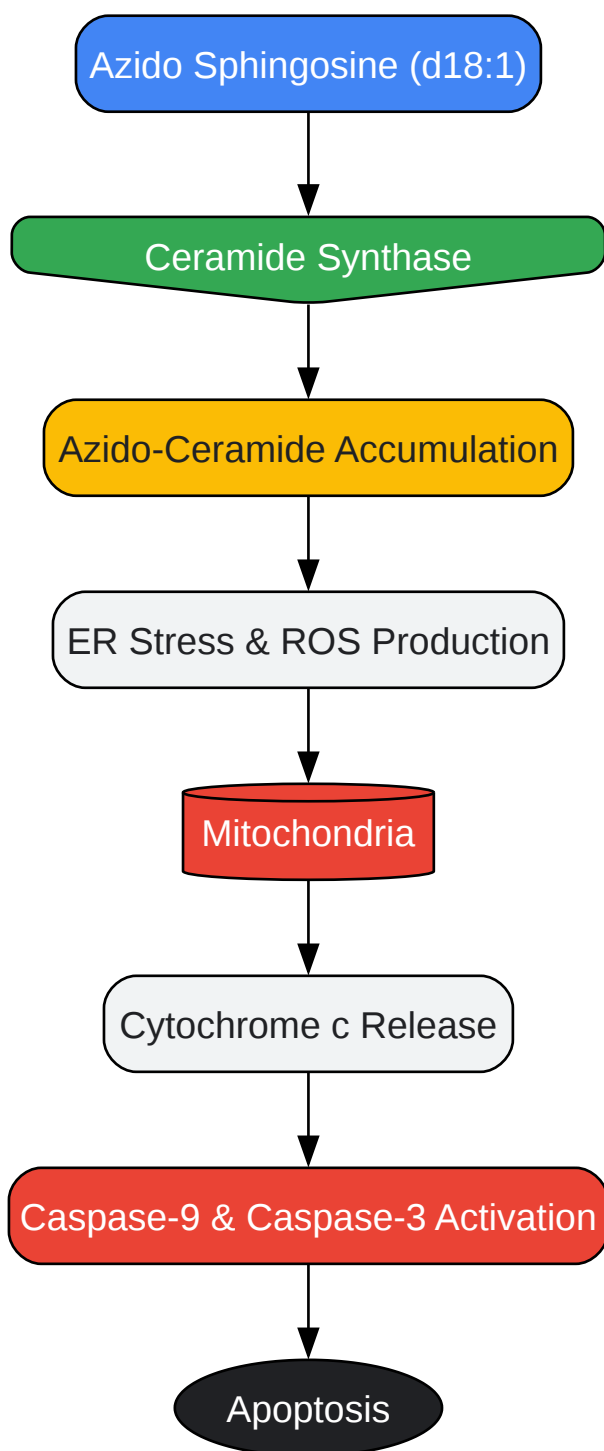 Azido Sphingosine (d18:1)
Ceramide Synthase
Azido-Ceramide Accumulation
ER Stress & ROS Production
Mitochondria
Cytochrome c Release
Caspase-9 & Caspase-3 Activation
Apoptosis